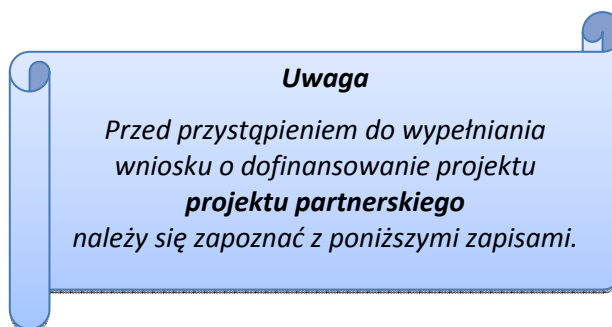 Uwaga
Przed przystąpieniem do wypełniania
wniosku o dofinansowanie projektu
projektu partnerskiego
należy się zapoznać z poniższymi zapisami.